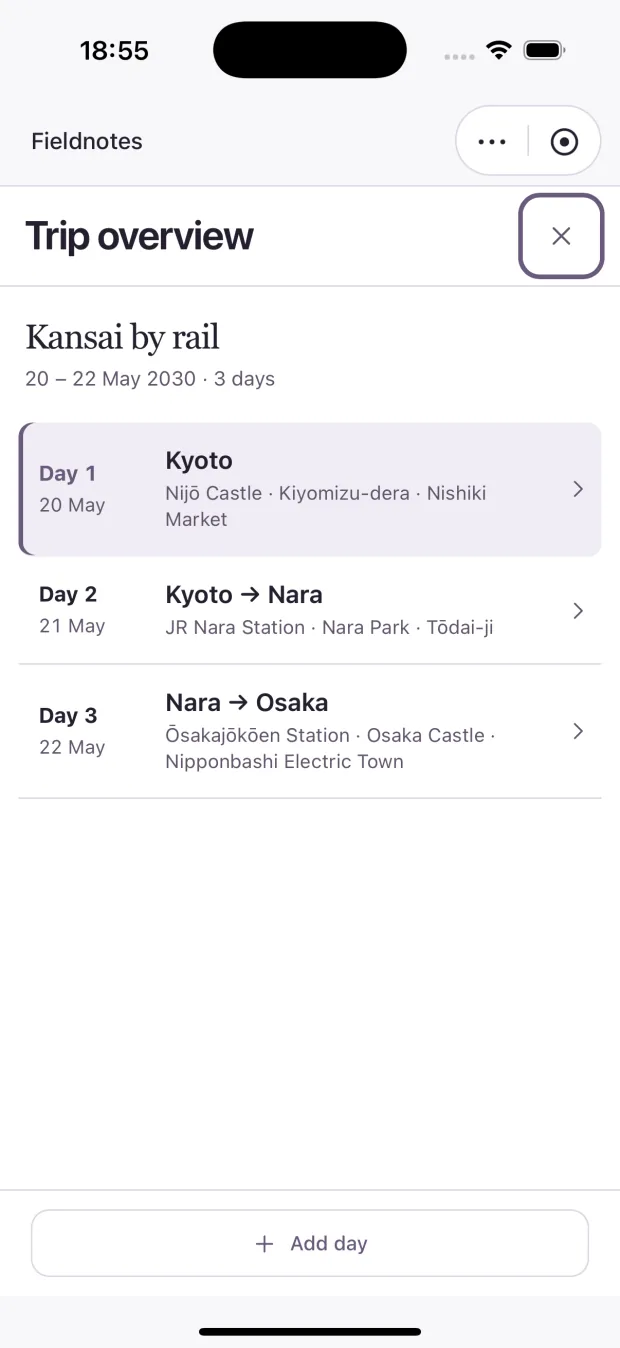 18:55
Fieldnotes
Trip overview
Kansai by rail
20 – 22 May 2030 · 3 days
Day 1
20 May
Kyoto
Nijō Castle · Kiyomizu-dera · Nishiki
Market
Day 2
21 May
Kyoto → Nara
JR Nara Station · Nara Park · Tōdai-ji
Day 3
22 May
Nara → Osaka
Ōsakajōkōen Station · Osaka Castle ·
Nipponbashi Electric Town
Add day